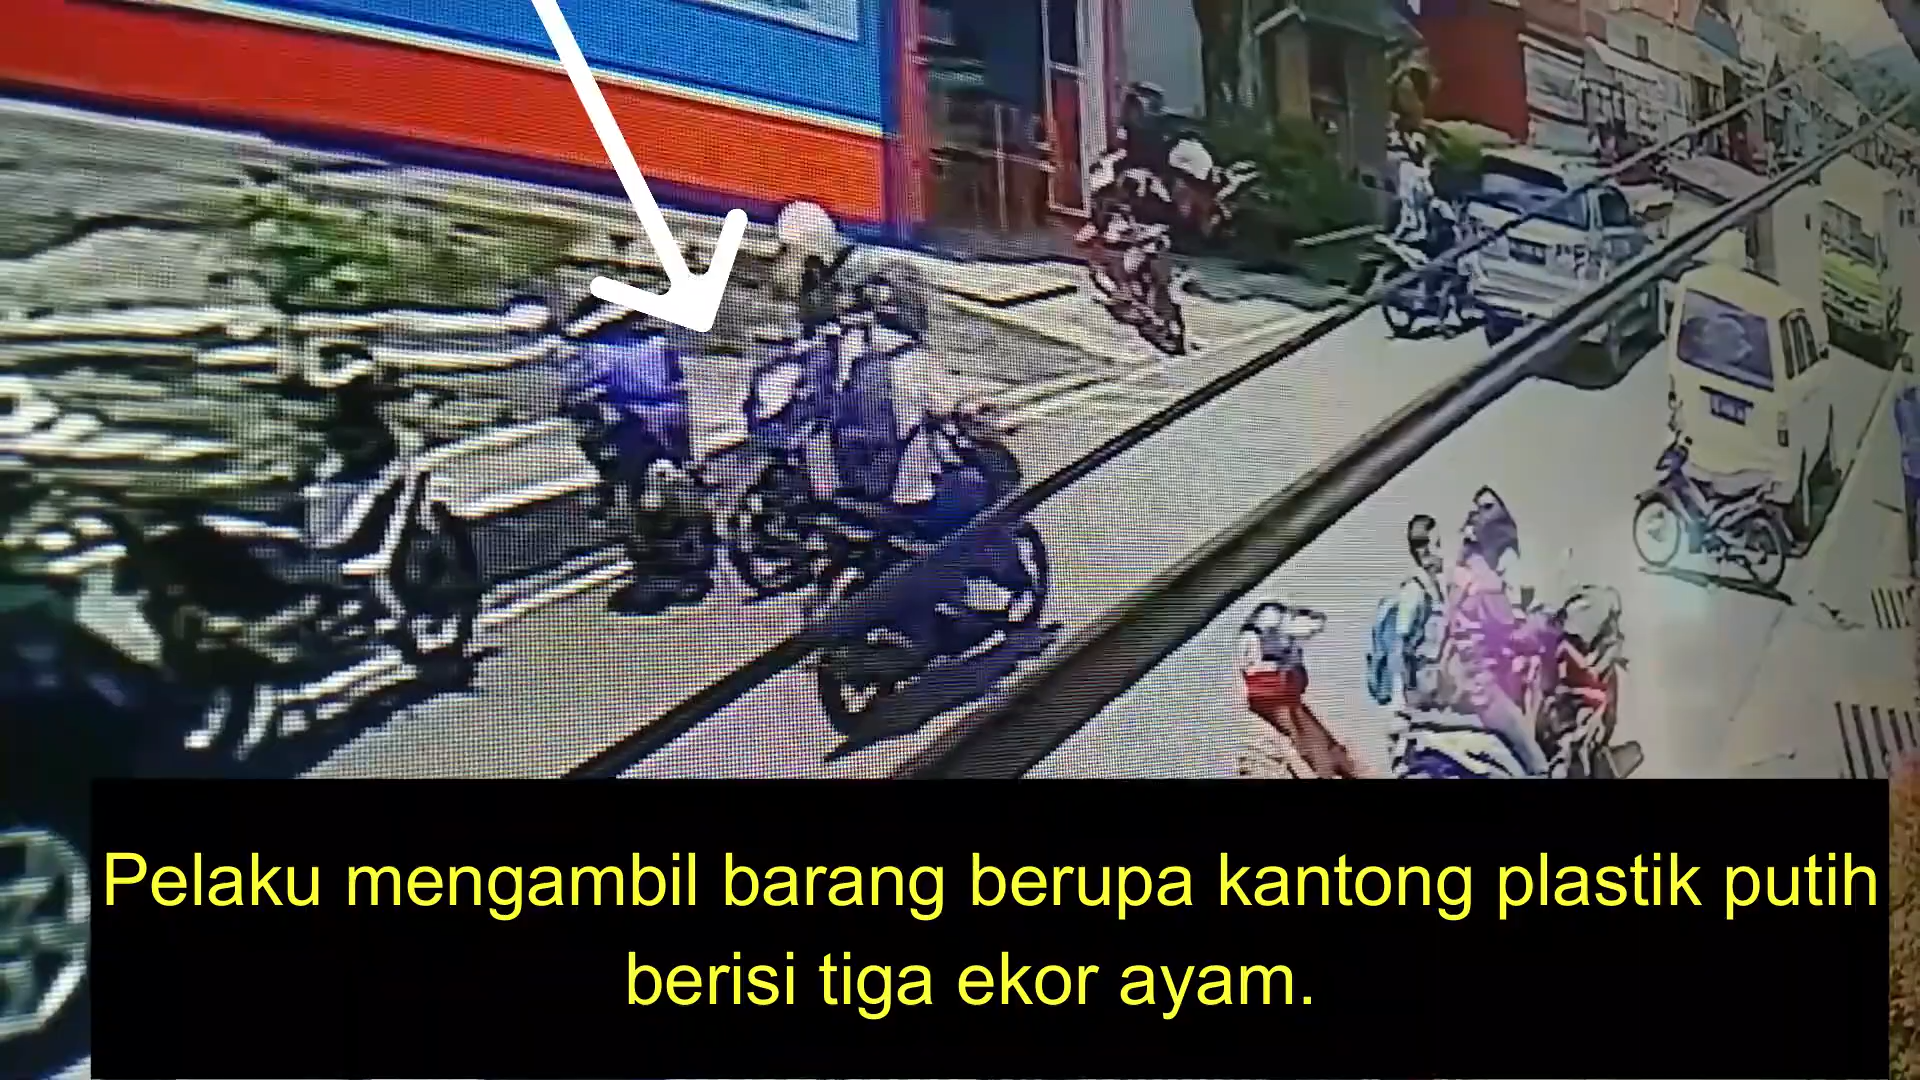 Pelaku mengambil barang berupa kantong plastik putih
berisi tiga ekor ayam.